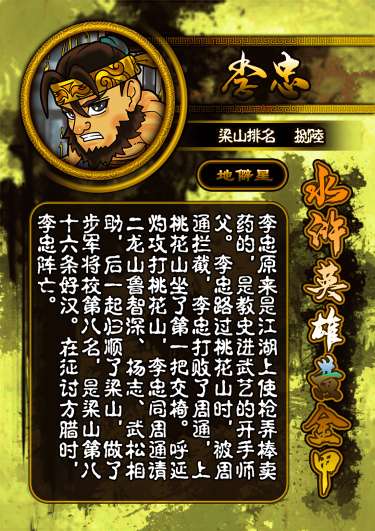 李忠
梁山排名 捌陸
地僻星
水浒英雄黄金甲
李忠原来是江湖上使枪弄棒卖
药的，是教史进武艺的开手师
父。李忠路过桃花山时，被周
通拦截，李忠打败了周通，上
桃花山坐了第一把交椅。呼延
灼攻打桃花山，李忠同周通请
二龙山鲁智深、杨志、武松相
助，后一起归顺了梁山，做了
步军将校第八名，是梁山第八
十六条好汉。在征讨方腊时，
李忠阵亡。